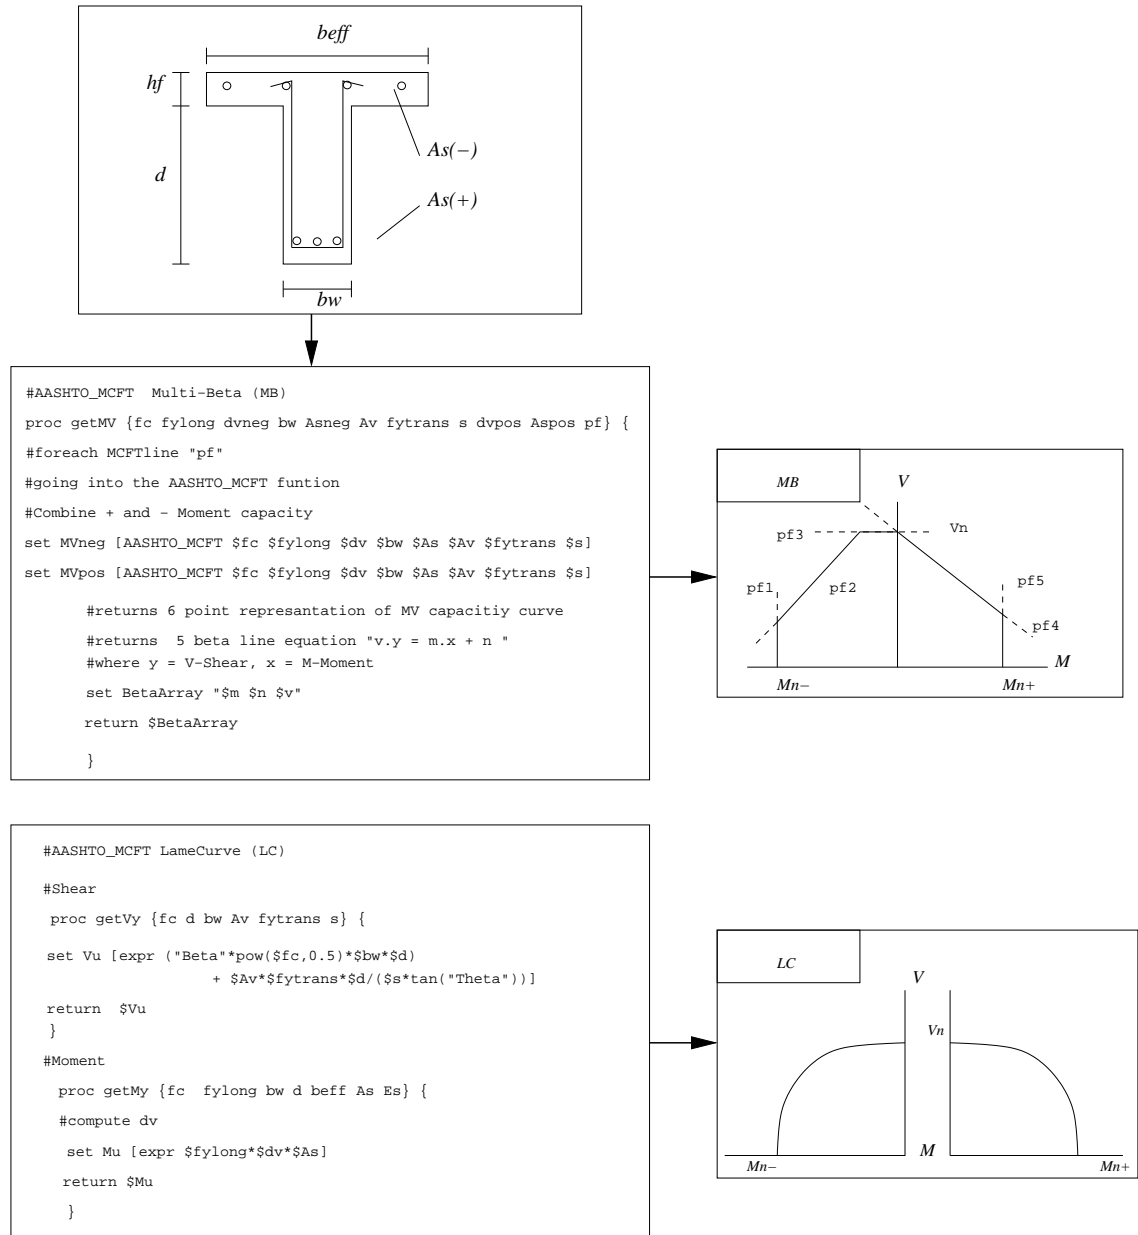 beff
hf
d
As(−)
As(+)
bw
#AASHTO_MCFT  Multi-Beta (MB)
proc getMV {fc fylong dvneg bw Asneg Av fytrans s dvpos Aspos pf} {
#foreach MCFTline "pf"
#going into the AASHTO_MCFT funtion
#Combine + and - Moment capacity
set MVneg [AASHTO_MCFT $fc $fylong $dv $bw $As $Av $fytrans $s]
set MVpos [AASHTO_MCFT $fc $fylong $dv $bw $As $Av $fytrans $s]
#returns 6 point represantation of MV capacitiy curve
#returns  5 beta line equation "v.y = m.x + n "
#where y = V-Shear, x = M-Moment
set BetaArray "$m $n $v"
return $BetaArray
}
MB
V
pf3
Vn
pf1
pf2
pf5
pf4
M
Mn−
Mn+
#AASHTO_MCFT LameCurve (LC)
#Shear
proc getVy {fc d bw Av fytrans s} {
set Vu [expr ("Beta"*pow($fc,0.5)*$bw*$d)
+ $Av*$fytrans*$d/($s*tan("Theta"))]
return  $Vu
}
#Moment
proc getMy {fc  fylong bw d beff As Es} {
#compute dv
set Mu [expr $fylong*$dv*$As]
return $Mu
}
LC
V
Vn
M
Mn−
Mn+